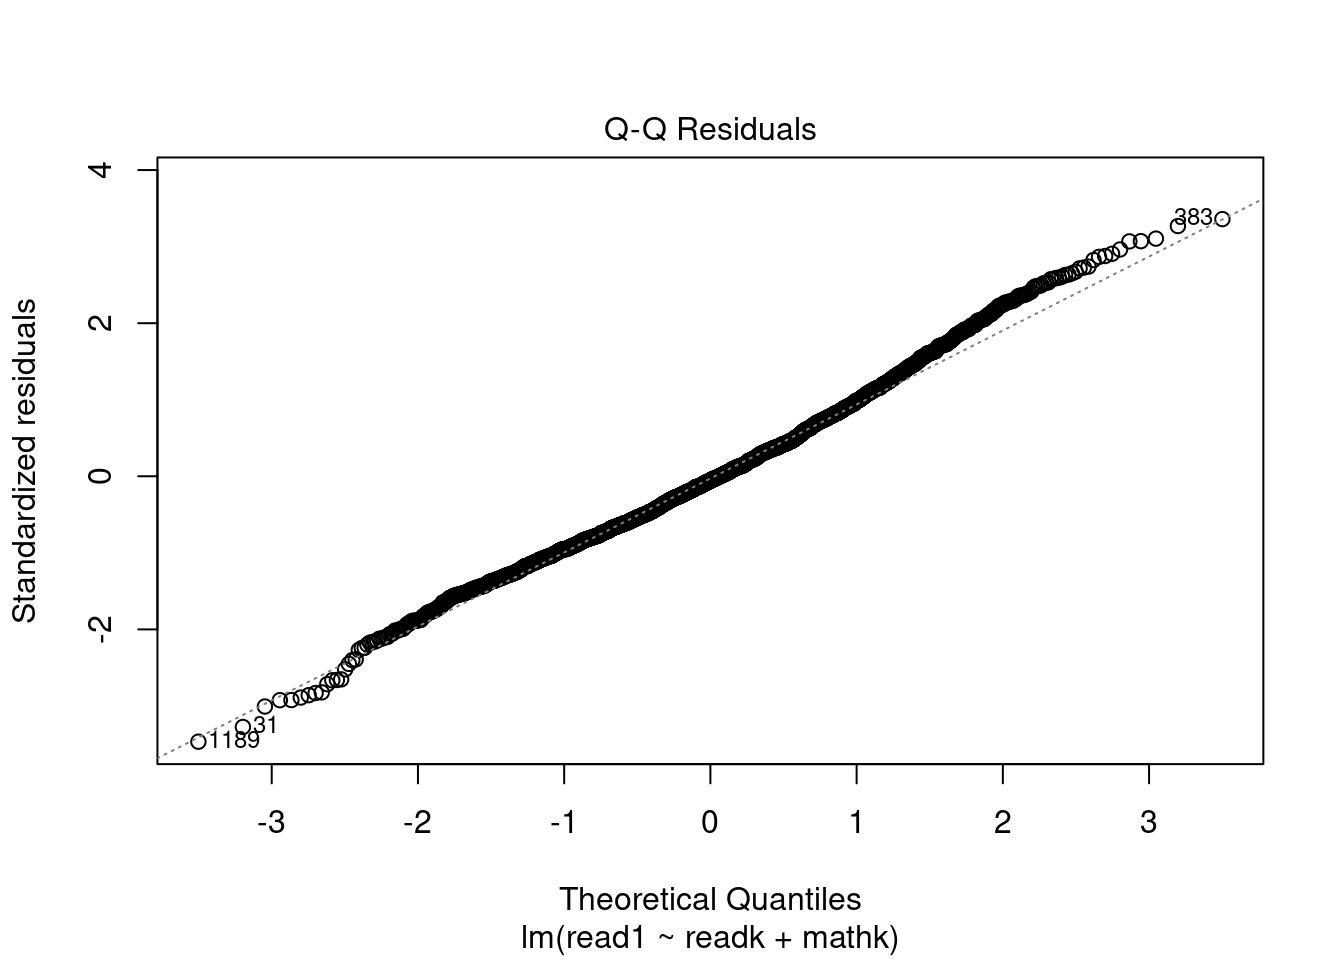 Q-Q Residuals
Standardized residuals
4
2
0
-2
383
31
1189
-3 -2 -1 0 1 2 3
Theoretical Quantiles
lm(read1 ~ readk + mathk)